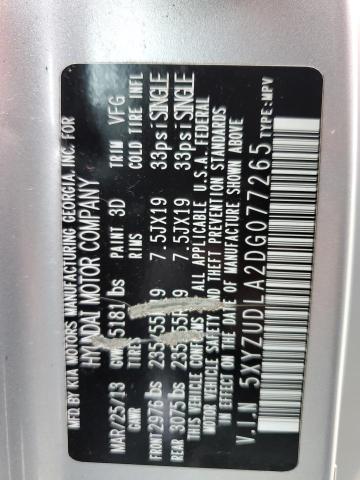 MFD. BY KIA MOTORS MANUFACTURING GEORGIA, INC. FOR
HYUNDAI MOTOR COMPANY
MAR/25/13 GVWR 5181 lbs PAINT 3D TRIM VFG
GAWR TIRES RIMS COLD TIRE INFL
FRONT 2976 lbs 235/55R19 7.5JX19 33psi SINGLE
REAR 3075 lbs 235/55R19 7.5JX19 33psi SINGLE
THIS VEHICLE CONFORMS TO ALL APPLICABLE U.S.A. FEDERAL
MOTOR VEHICLE SAFETY AND THEFT PREVENTION STANDARDS
IN EFFECT ON THE DATE OF MANUFACTURE SHOWN ABOVE
V.I.N 5XYZUDLA2DG077265 TYPE:MPV